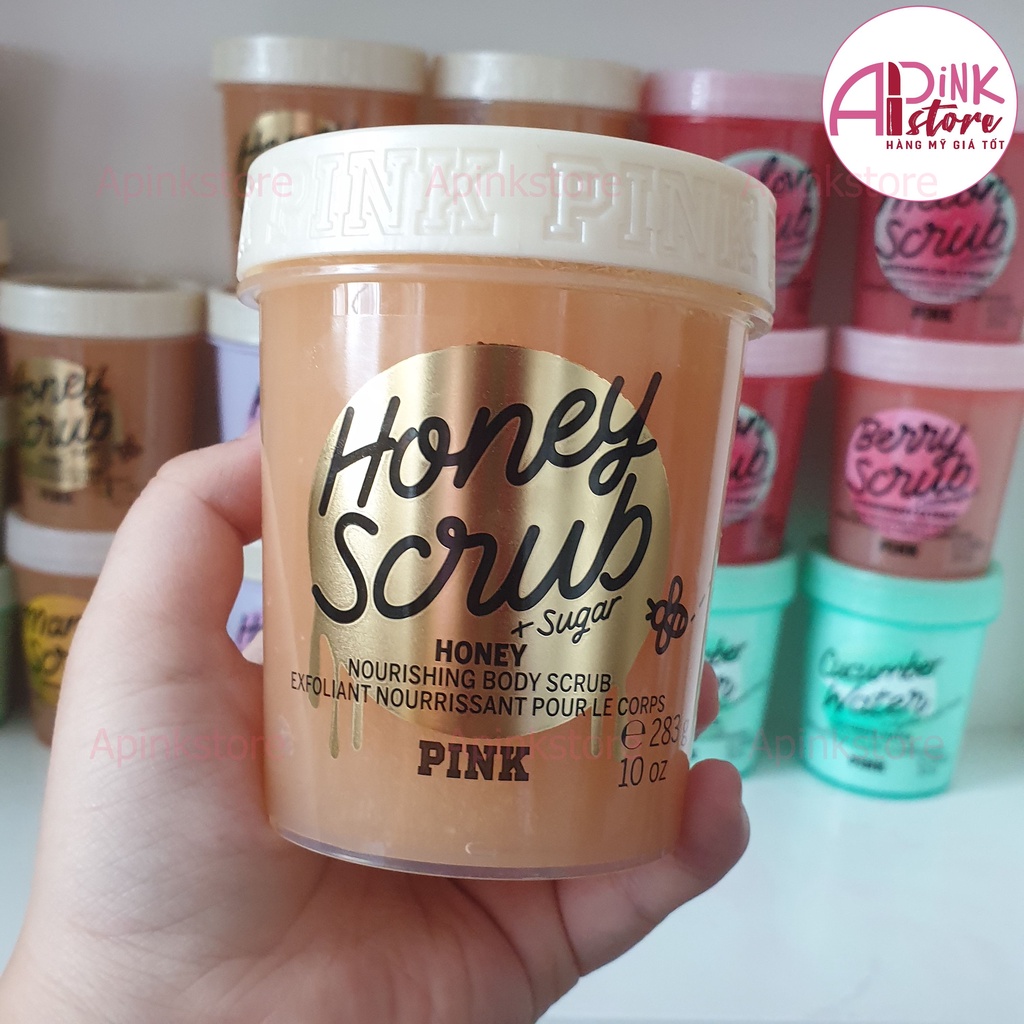 APiNK
store
HÀNG MỸ GIÁ TỐT
PINK PINK
Apinkstore Apinkstore Apinkstore
Honey
Scrub
+ Sugar
HONEY
NOURISHING BODY SCRUB
EXFOLIANT NOURRISSANT POUR LE CORPS
℮ 283 g
10 oz
PINK
Apinkstore Apinkstore Apinkstore
Honey
Scrub
PINK
Scrub
PINK
Berry
Scrub
PINK
Cucumber
Water
PINK